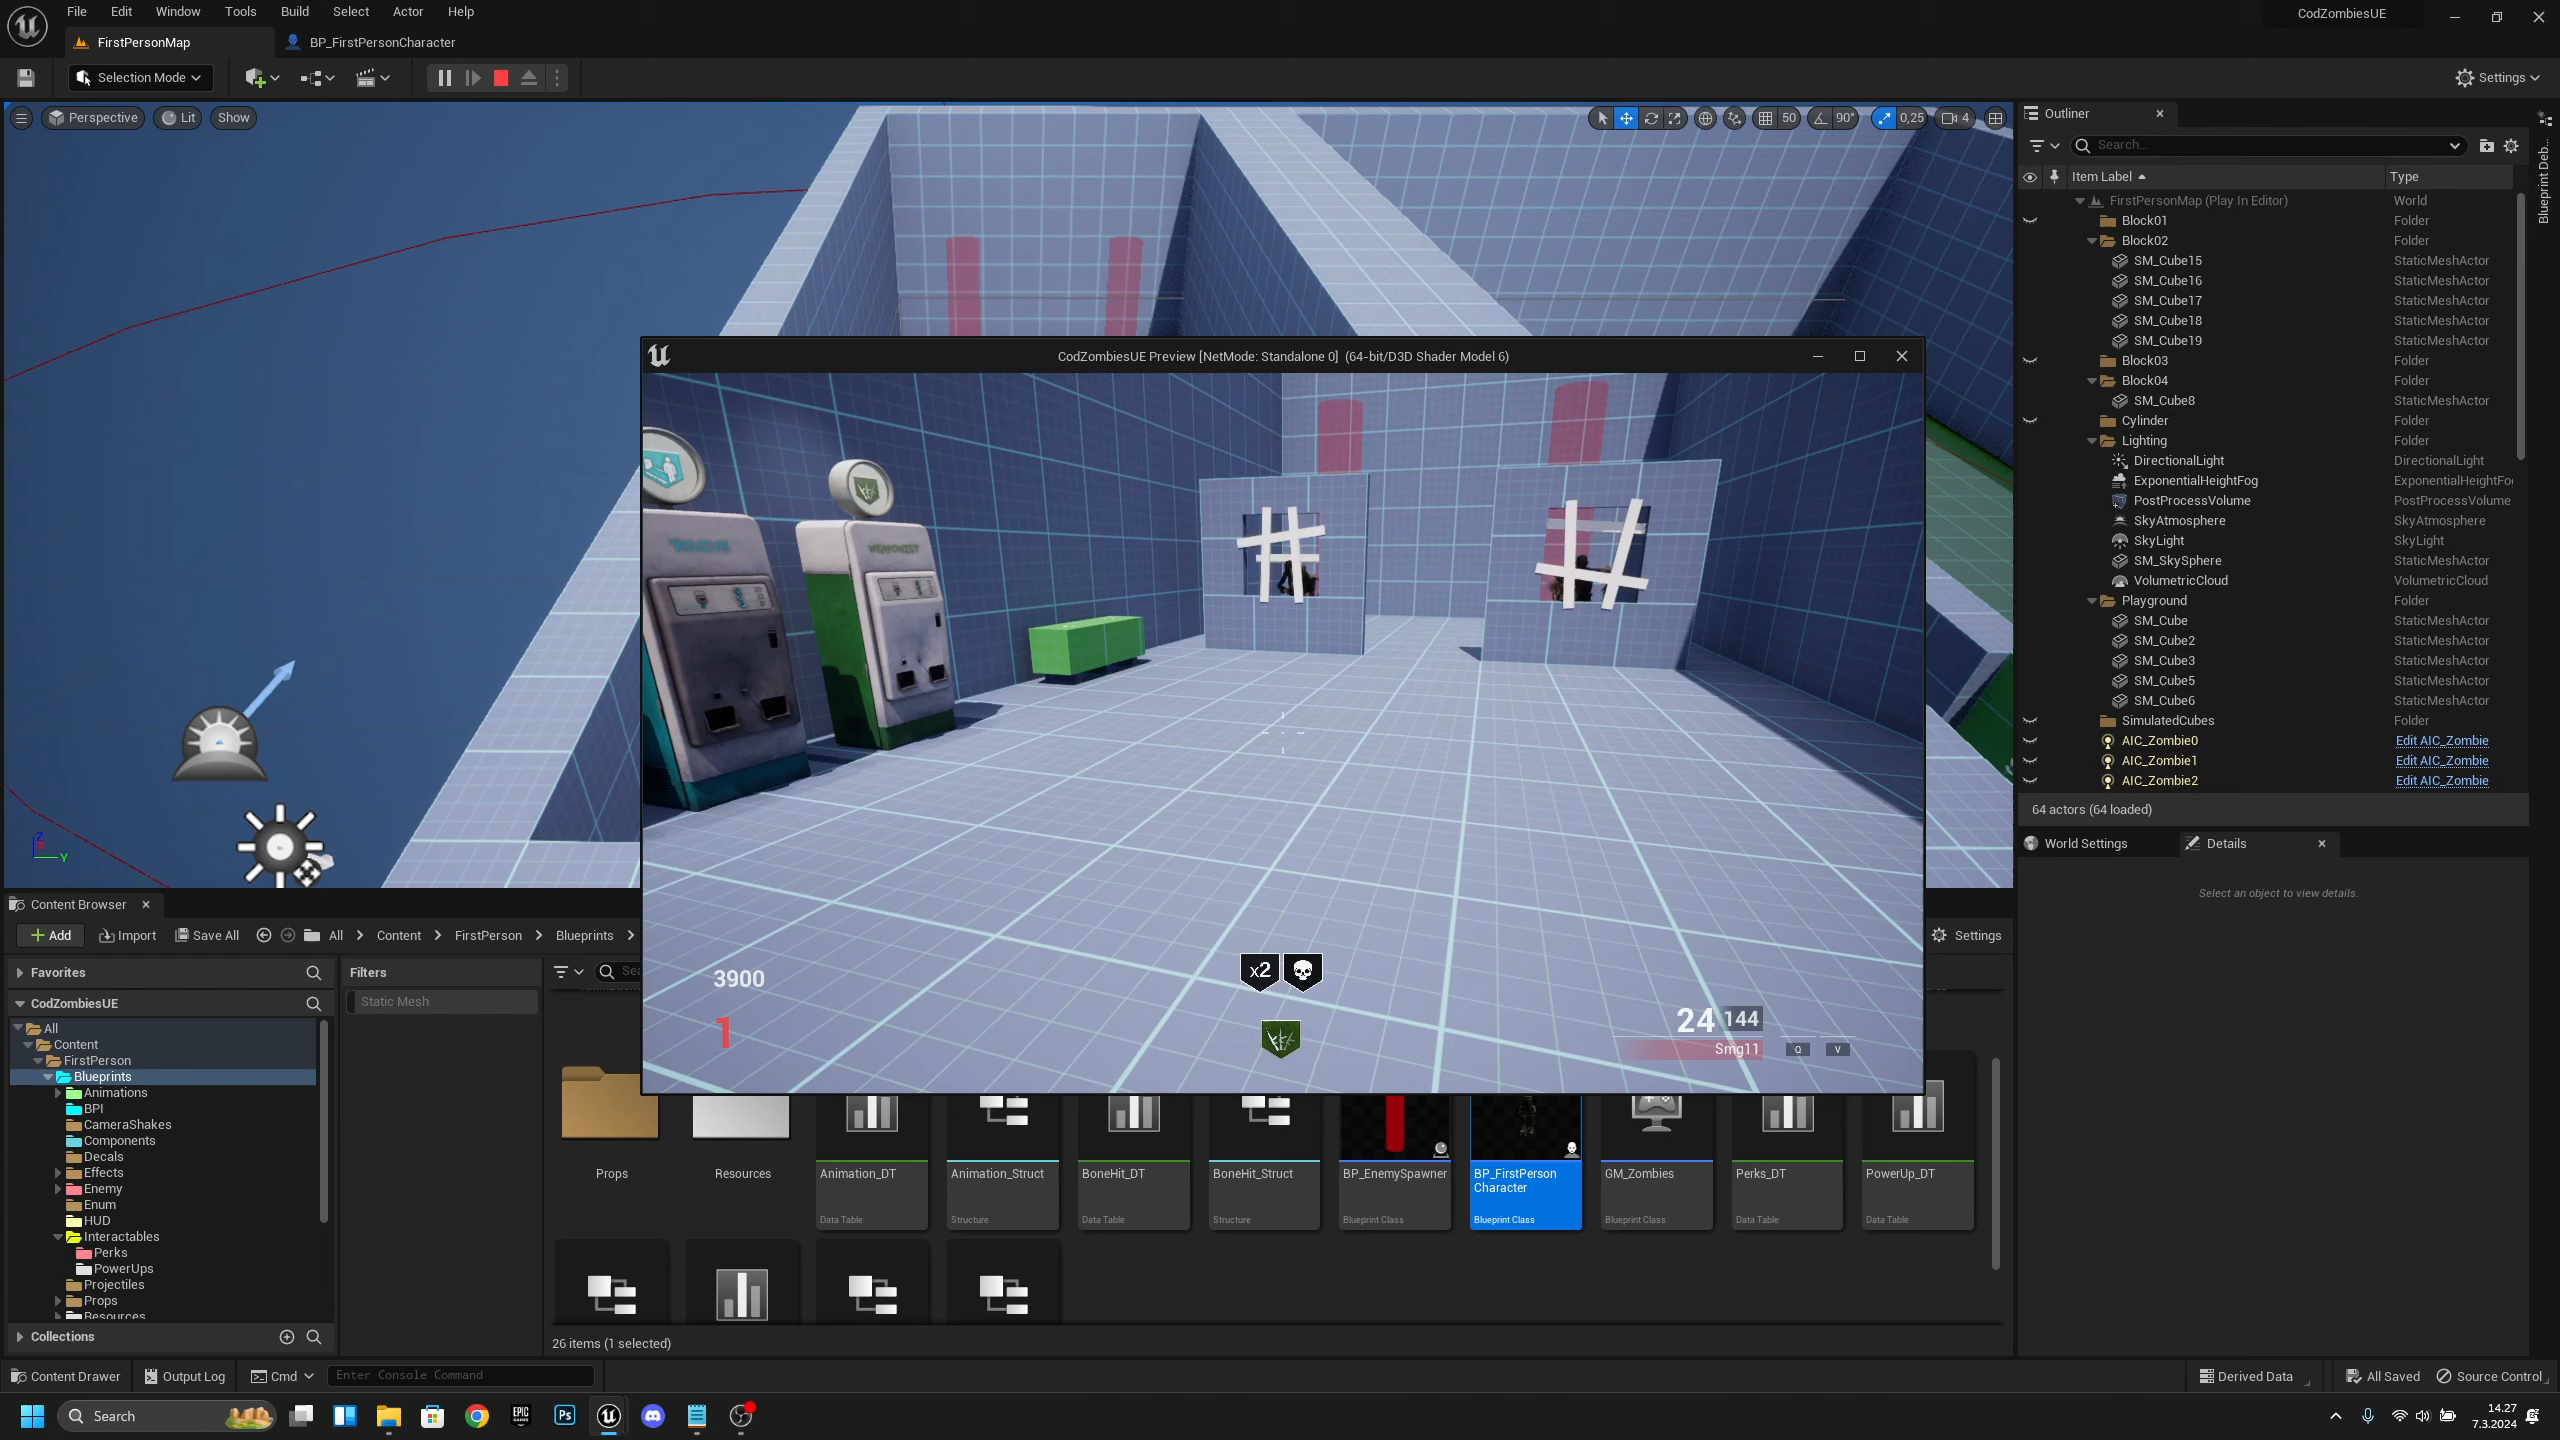 File Edit Window Tools Build Select Actor Help
CodZombiesUE
FirstPersonMap
BP_FirstPersonCharacter
Selection Mode
Settings
Perspective
Lit
Show
50
90°
0,25
4
Outliner
Search...
Item Label
Type
FirstPersonMap (Play In Editor) World
Block01 Folder
Block02 Folder
SM_Cube15 StaticMeshActor
SM_Cube16 StaticMeshActor
SM_Cube17 StaticMeshActor
SM_Cube18 StaticMeshActor
SM_Cube19 StaticMeshActor
Block03 Folder
Block04 Folder
SM_Cube8 StaticMeshActor
Cylinder Folder
Lighting Folder
DirectionalLight DirectionalLight
ExponentialHeightFog ExponentialHeightFo
PostProcessVolume PostProcessVolume
SkyAtmosphere SkyAtmosphere
SkyLight SkyLight
SM_SkySphere StaticMeshActor
VolumetricCloud VolumetricCloud
Playground Folder
SM_Cube StaticMeshActor
SM_Cube2 StaticMeshActor
SM_Cube3 StaticMeshActor
SM_Cube5 StaticMeshActor
SM_Cube6 StaticMeshActor
SimulatedCubes Folder
AIC_Zombie0 Edit AIC_Zombie
AIC_Zombie1 Edit AIC_Zombie
AIC_Zombie2 Edit AIC_Zombie
64 actors (64 loaded)
Blueprint Deb...
World Settings
Details
Select an object to view details.
CodZombiesUE Preview [NetMode: Standalone 0] (64-bit/D3D Shader Model 6)
WEAPONIST
3900
1
x2
24 144
Smg11
Q
V
Z
Y
Content Browser
Add
Import
Save All
All
Content
FirstPerson
Blueprints
Settings
Favorites
Filters
Sea
CodZombiesUE
Static Mesh
All
Content
FirstPerson
Blueprints
Animations
BPI
CameraShakes
Components
Decals
Effects
Enemy
Enum
HUD
Interactables
Perks
PowerUps
Projectiles
Props
Resources
Collections
Props
Resources
Animation_DT
Data Table
Animation_Struct
Structure
BoneHit_DT
Data Table
BoneHit_Struct
Structure
BP_EnemySpawner
Blueprint Class
BP_FirstPerson
Character
Blueprint Class
GM_Zombies
Blueprint Class
Perks_DT
Data Table
PowerUp_DT
Data Table
26 items (1 selected)
Content Drawer
Output Log
Cmd
Enter Console Command
Derived Data
All Saved
Source Control
Search
EPIC
GAMES
Ps
14.27
7.3.2024